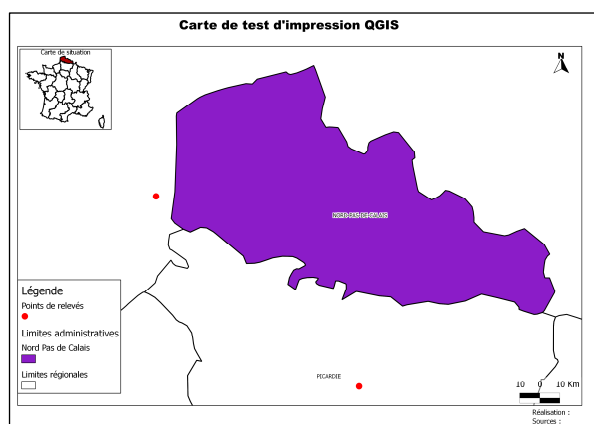 Carte de test d'impression QGIS
Carte de situation
N
NORD-PAS-DE-CALAIS
Légende
Points de relevés
Limites administratives
Nord Pas de Calais
Limites régionales
PICARDIE
10 0 10 Km
Réalisation :
Sources :